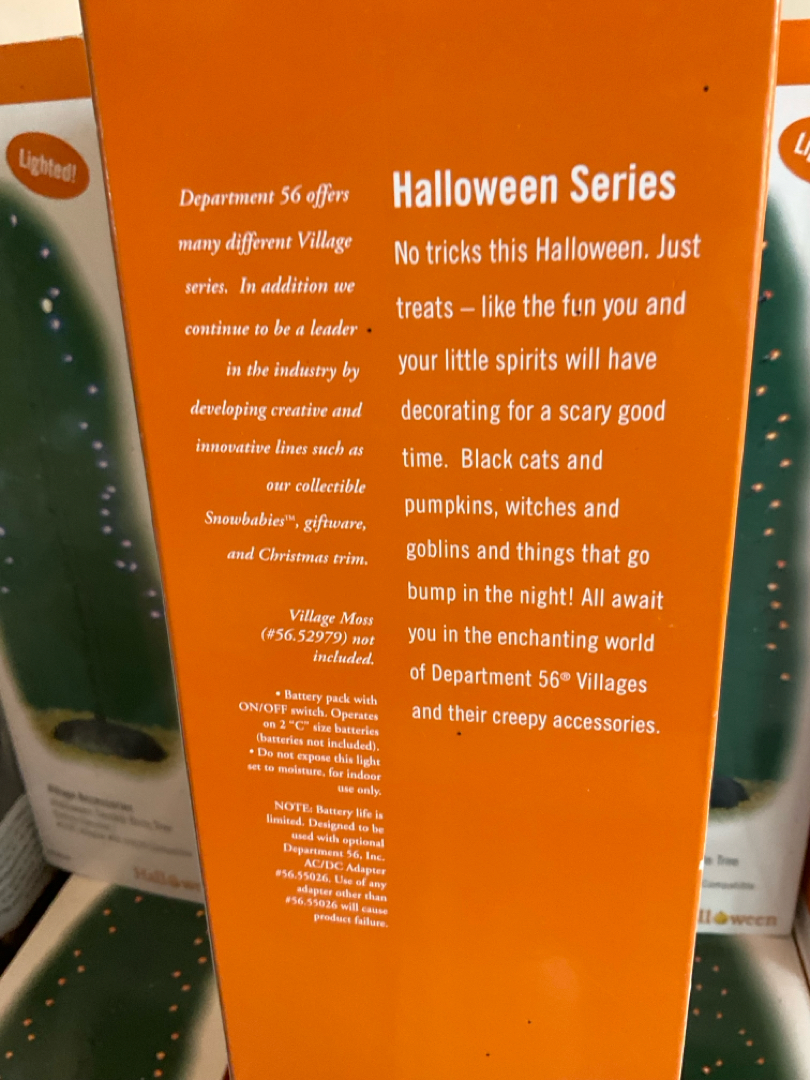 Lighted!
Department 56 offers
many different Village
series. In addition we
continue to be a leader
in the industry by
developing creative and
innovative lines such as
our collectible
Snowbabies™, giftware,
and Christmas trim.
Village Moss
(#56.52979) not
included.
• Battery pack with
ON/OFF switch. Operates
on 2 "C" size batteries
(batteries not included).
• Do not expose this light
set to moisture, for indoor
use only.
NOTE: Battery life is
limited. Designed to be
used with optional
Department 56, Inc.
AC/DC Adapter
#56.55026. Use of any
adapter other than
#56.55026 will cause
product failure.
Halloween Series
No tricks this Halloween. Just
treats – like the fun you and
your little spirits will have
decorating for a scary good
time. Black cats and
pumpkins, witches and
goblins and things that go
bump in the night! All await
you in the enchanting world
of Department 56® Villages
and their creepy accessories.
Village Accessories
Tree
Compatible